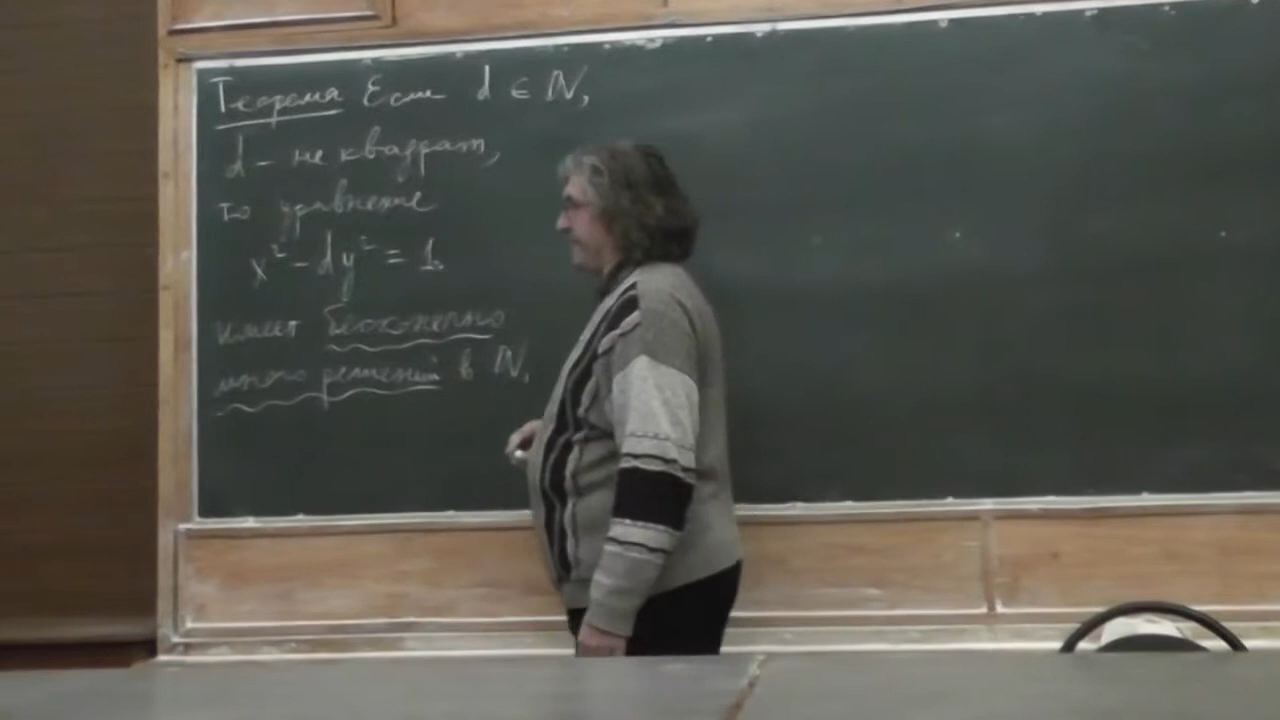 Теорема Если d ∈ ℕ,
d – не квадрат,
то уравнение
x² – dy² = 1.
имеет бесконечно
много решений в ℕ.